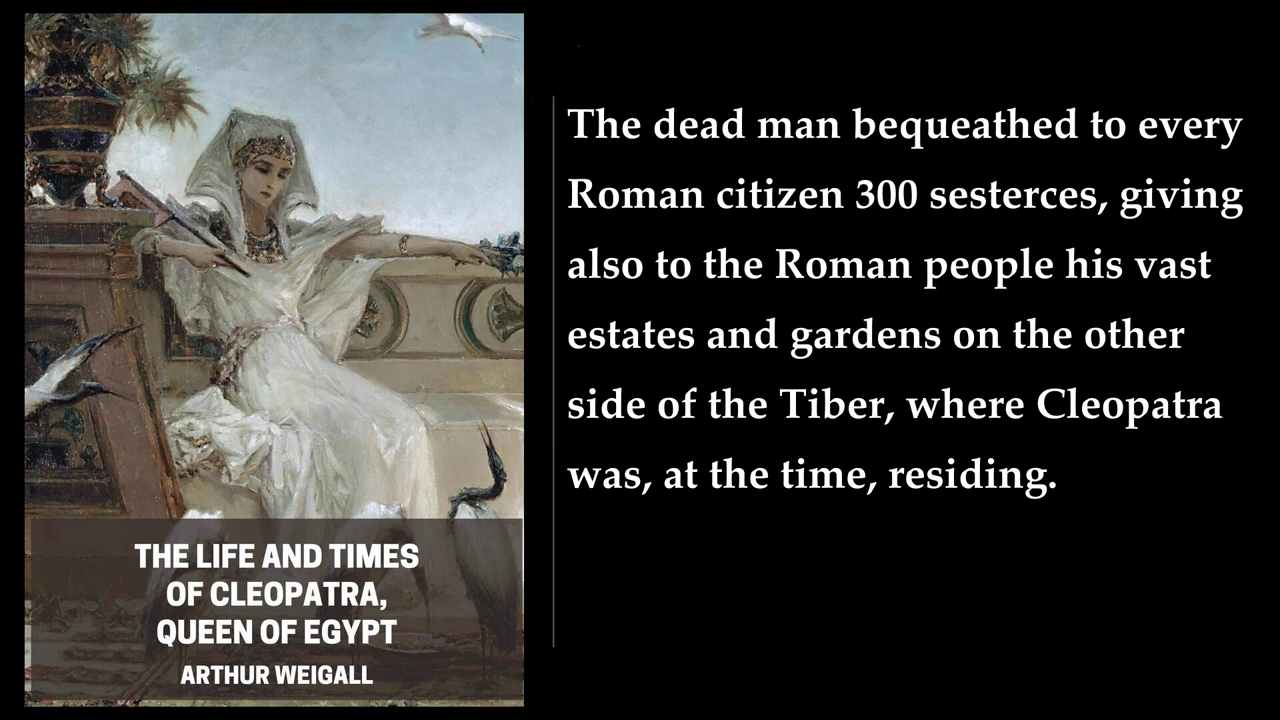 THE LIFE AND TIMES
OF CLEOPATRA,
QUEEN OF EGYPT
ARTHUR WEIGALL
The dead man bequeathed to every
Roman citizen 300 sesterces, giving
also to the Roman people his vast
estates and gardens on the other
side of the Tiber, where Cleopatra
was, at the time, residing.